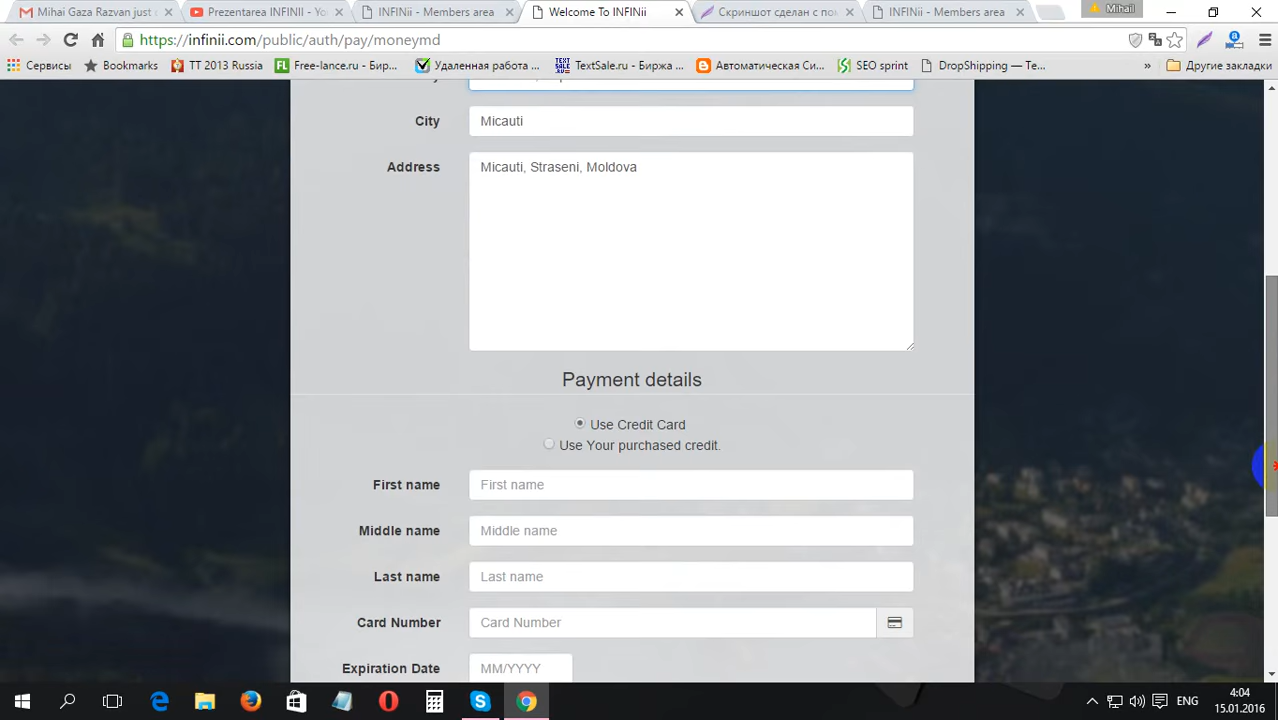 Mihai Gaza Razvan just
Prezentarea INFINII - Yo
INFINii - Members area
Welcome To INFINii
Скриншот сделан с по
INFINii - Members area
Mihail
https://infinii.com/public/auth/pay/moneymd
Сервисы
Bookmarks
TT 2013 Russia
FL Free-lance.ru - Бир...
Удаленная работа ...
TextSale.ru - Биржа ...
Автоматическая Си...
SEO sprint
DropShipping — Те...
»
Другие закладки
City
Micauti
Address
Micauti, Straseni, Moldova
Payment details
Use Credit Card
Use Your purchased credit.
First name
First name
Middle name
Middle name
Last name
Last name
Card Number
Card Number
Expiration Date
MM/YYYY
ENG
4:04
15.01.2016